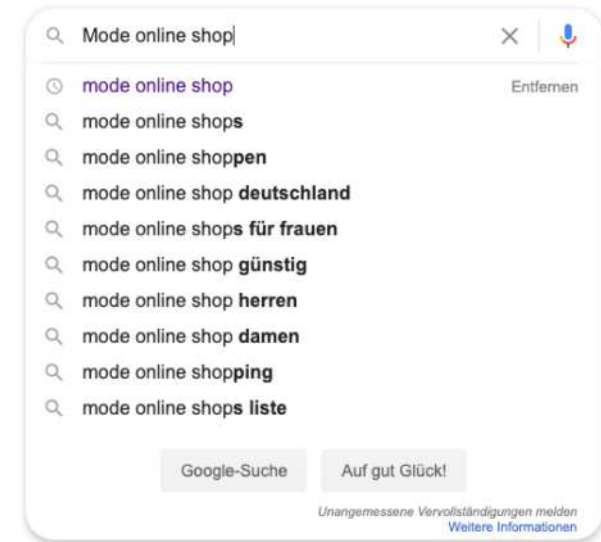 Mode online shop
mode online shop Entfernen
mode online shops
mode online shoppen
mode online shop deutschland
mode online shops für frauen
mode online shop günstig
mode online shop herren
mode online shop damen
mode online shopping
mode online shops liste
Google-Suche Auf gut Glück!
Unangemessene Vervollständigungen melden
Weitere Informationen